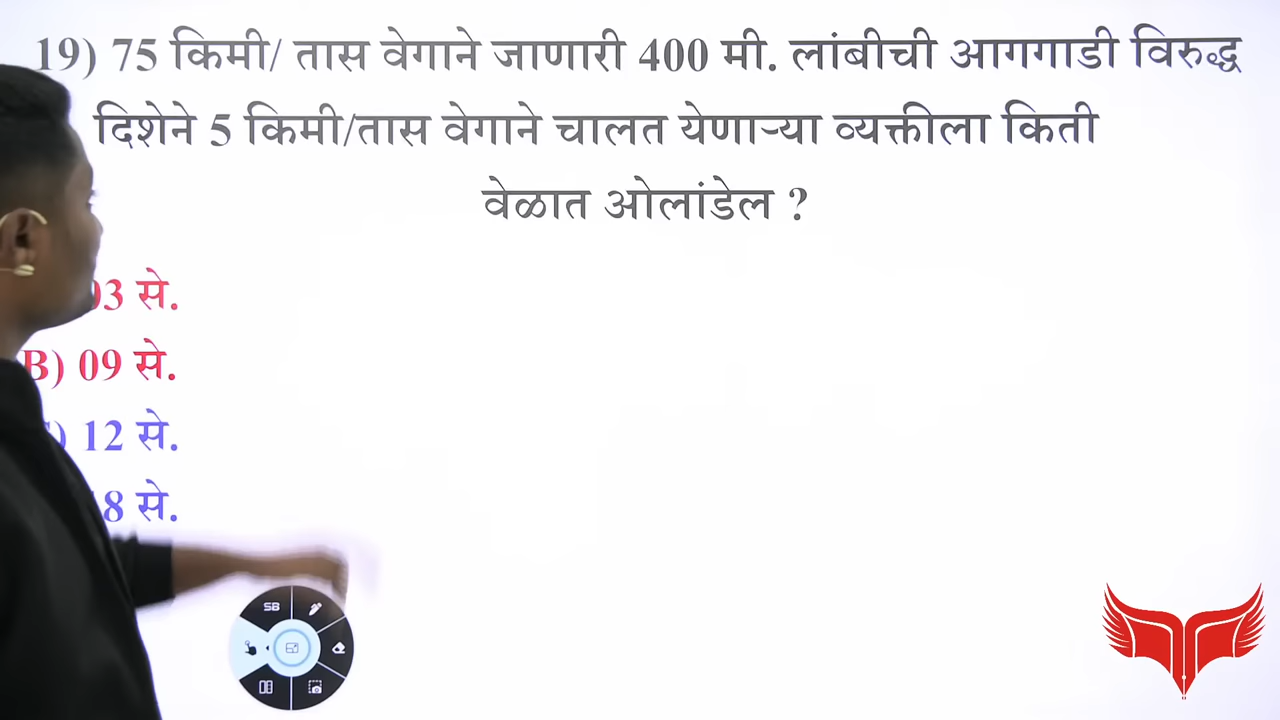 19) 75 किमी/ तास वेगाने जाणारी 400 मी. लांबीची आगगाडी विरुद्ध
दिशेने 5 किमी/तास वेगाने चालत येणाऱ्या व्यक्तीला किती
वेळात ओलांडेल ?
03 से.
B) 09 से.
) 12 से.
8 से.
SB